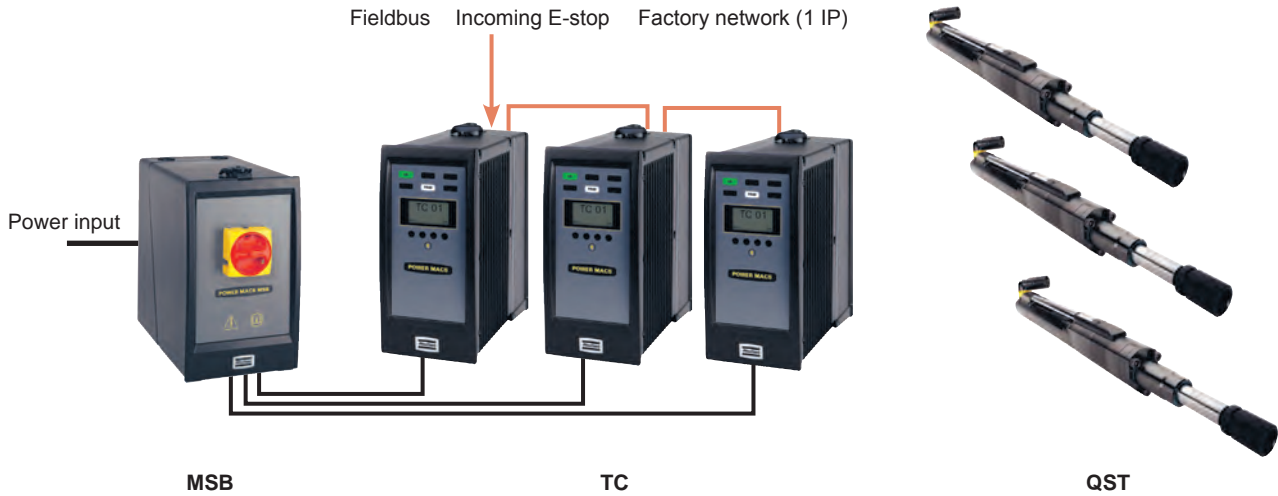 Fieldbus Incoming E-stop Factory network (1 IP)
Power input
TC 01
TC 01
TC 01
POWER MACS
POWER MACS
POWER MACS
POWER MACS MSB
MSB TC QST